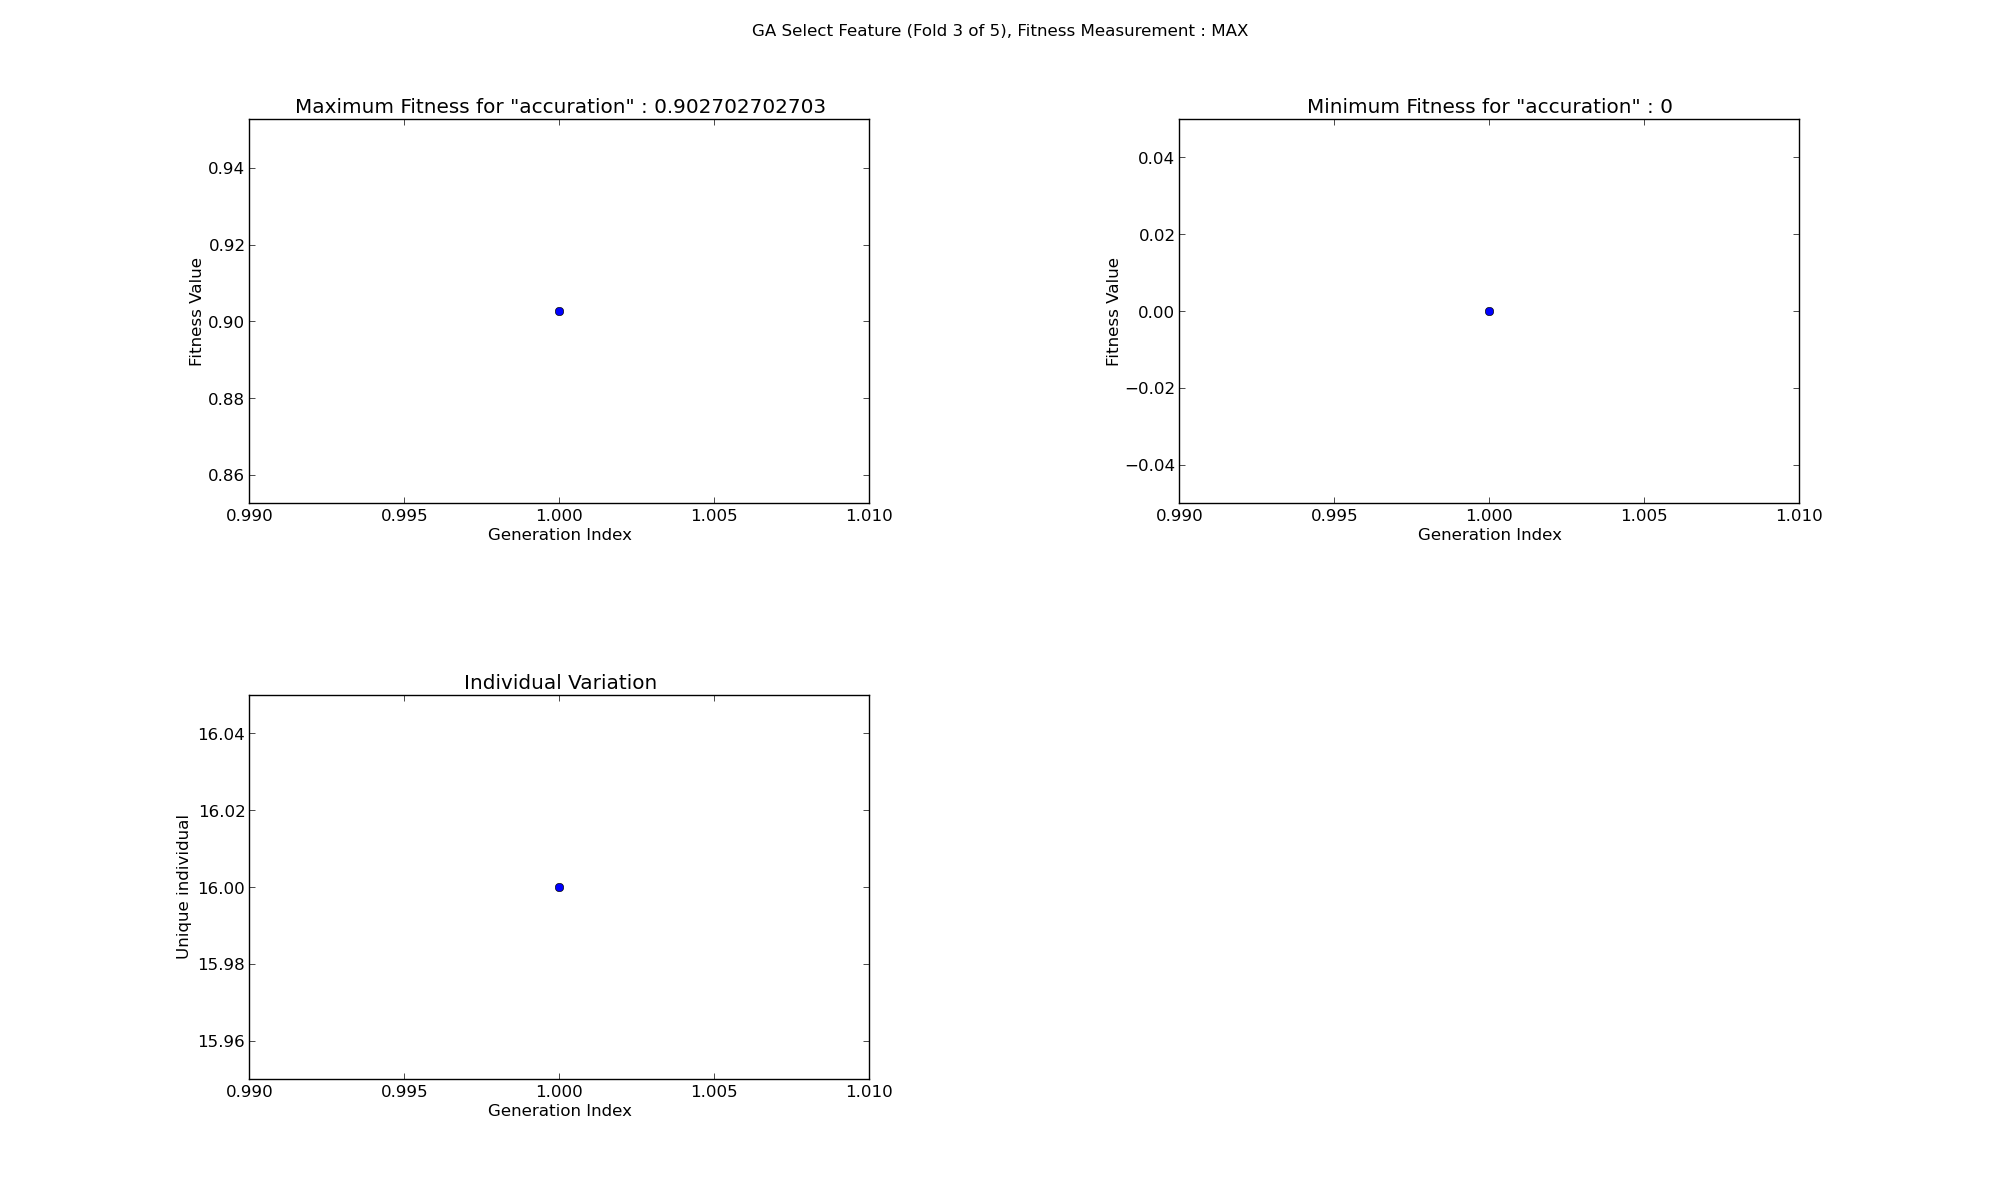 GA Select Feature (Fold 3 of 5), Fitness Measurement : MAX
Maximum Fitness for "accuration" : 0.902702702703
0.94
0.92
0.90
0.88
0.86
Fitness Value
0.990 0.995 1.000 1.005 1.010
Generation Index
Minimum Fitness for "accuration" : 0
0.04
0.02
0.00
−0.02
−0.04
Fitness Value
0.990 0.995 1.000 1.005 1.010
Generation Index
Individual Variation
16.04
16.02
16.00
15.98
15.96
Unique individual
0.990 0.995 1.000 1.005 1.010
Generation Index